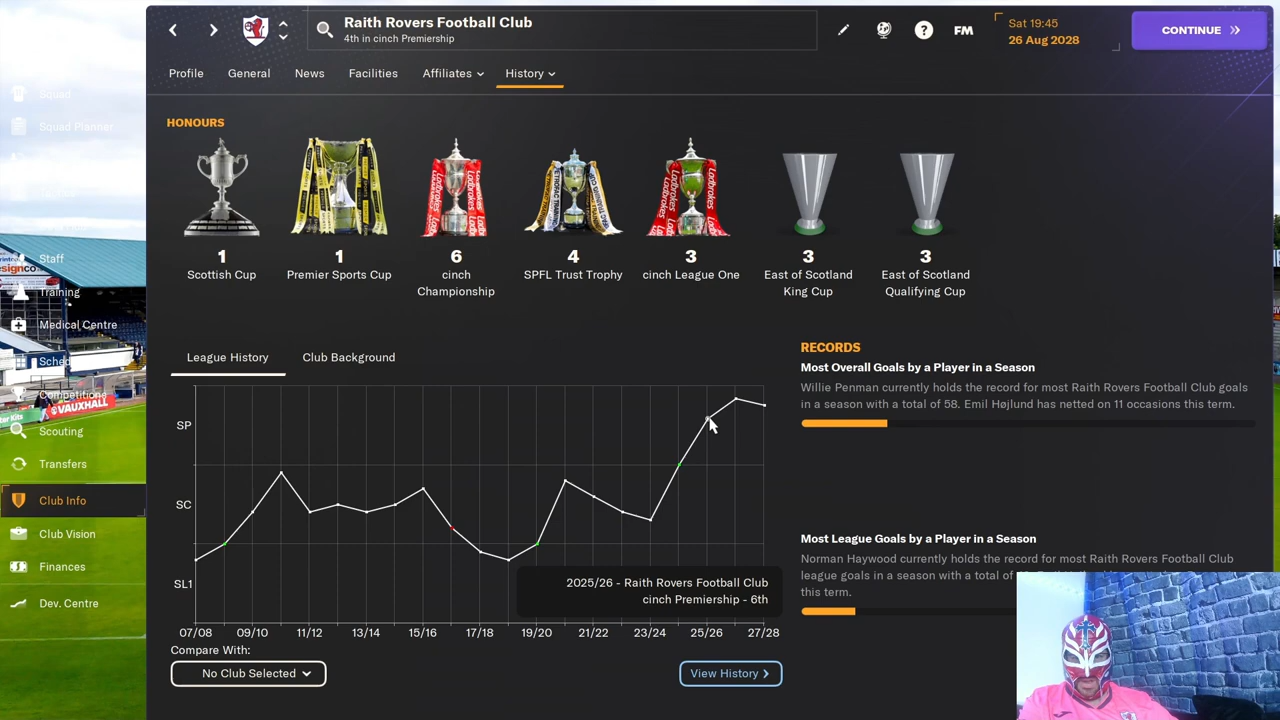 Raith Rovers Football Club
4th in cinch Premiership
FM
Sat 19:45
26 Aug 2028
CONTINUE
Profile
General
News
Facilities
Affiliates
History
Squad
Squad Planner
Staff
Training
Medical Centre
Sched
Competitions
Scouting
Transfers
Club Info
Club Vision
Finances
Dev. Centre
VAUXHALL
HONOURS
1
Scottish Cup
1
Premier Sports Cup
6
cinch
Championship
4
SPFL Trust Trophy
3
cinch League One
3
East of Scotland
King Cup
3
East of Scotland
Qualifying Cup
League History
Club Background
SP
SC
SL1
2025/26 - Raith Rovers Football Club
cinch Premiership - 6th
07/08 09/10 11/12 13/14 15/16 17/18 19/20 21/22 23/24 25/26 27/28
Compare With:
No Club Selected
View History
RECORDS
Most Overall Goals by a Player in a Season
Willie Penman currently holds the record for most Raith Rovers Football Club goals
in a season with a total of 58. Emil Højlund has netted on 11 occasions this term.
Most League Goals by a Player in a Season
Norman Haywood currently holds the record for most Raith Rovers Football Club
league goals in a season with a total of
this term.